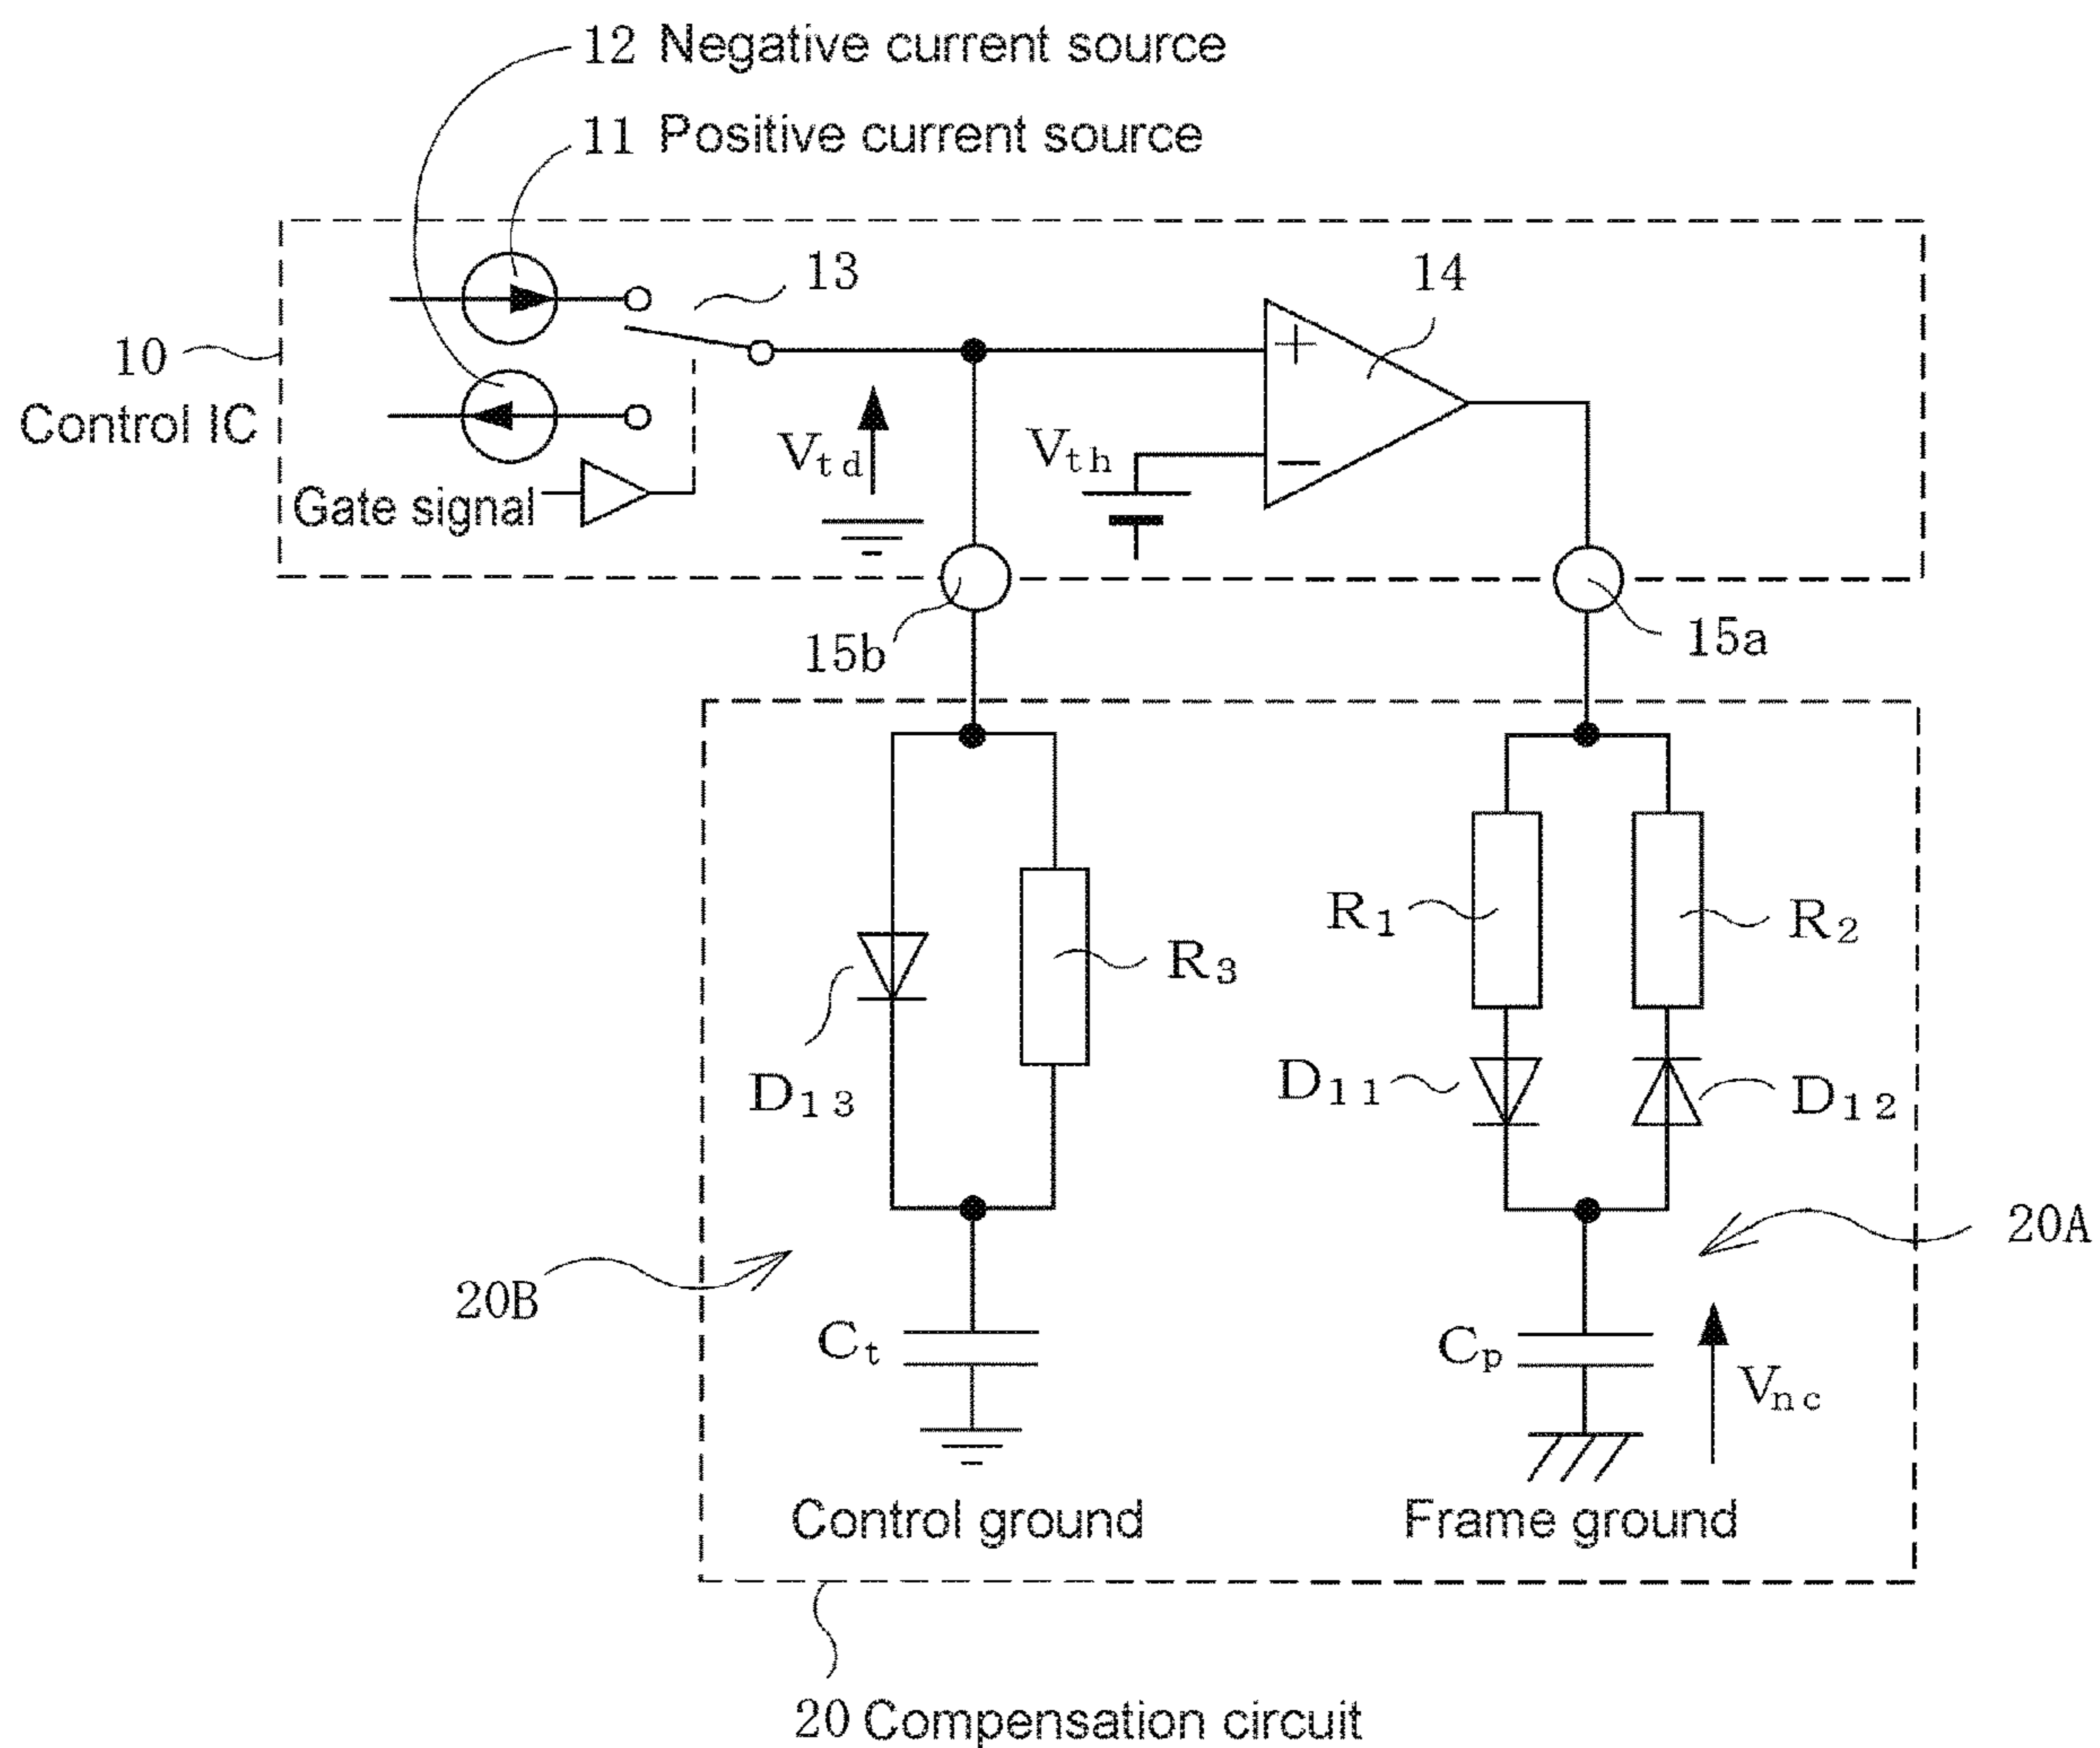 12 Negative current source
11 Positive current source
13
14
10
Control IC
+
−
Vtd
Vth
Gate signal
15b
15a
R1
R2
R3
D11
D12
D13
20A
20B
Ct
Cp
Vnc
Control ground
Frame ground
20 Compensation circuit